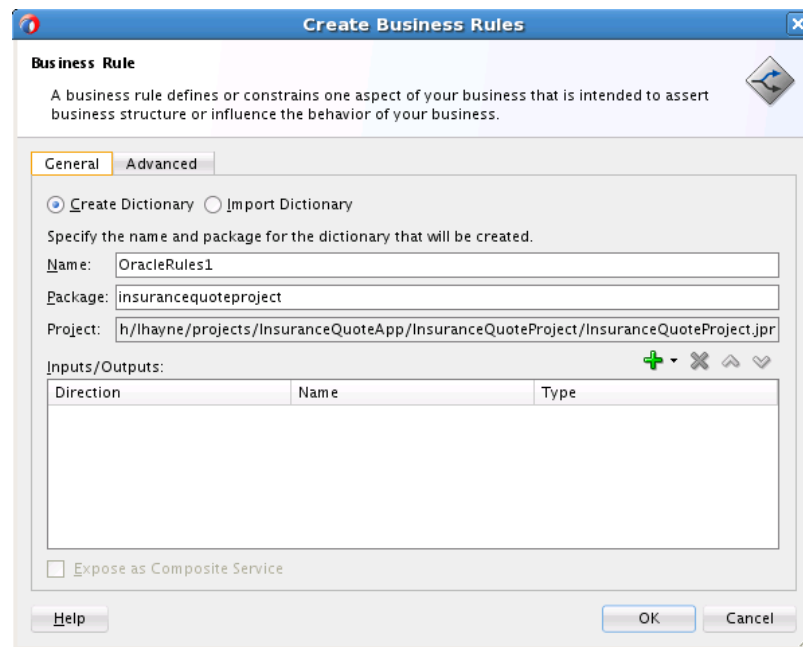 Create Business Rules
Business Rule
A business rule defines or constrains one aspect of your business that is intended to assert
business structure or influence the behavior of your business.
General Advanced
Create Dictionary Import Dictionary
Specify the name and package for the dictionary that will be created.
Name: OracleRules1
Package: insurancequoteproject
Project: h/lhayne/projects/InsuranceQuoteApp/InsuranceQuoteProject/InsuranceQuoteProject.jpr
Inputs/Outputs:
Direction Name Type
Expose as Composite Service
Help OK Cancel